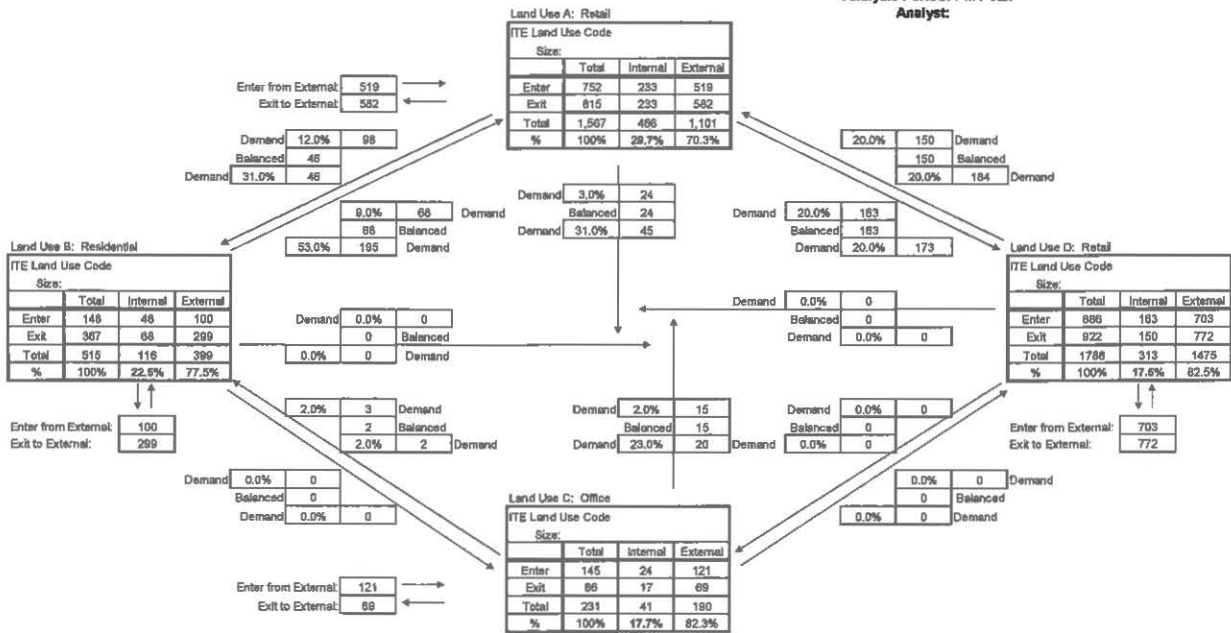 Analyst:
Land Use A: Retail
ITE Land Use Code
Size:
Total Internal External
Enter 752 233 519
Exit 815 233 582
Total 1,567 466 1,101
% 100% 29.7% 70.3%
Enter from External: 519
Exit to External: 582
Demand 12.0% 98
Balanced 46
Demand 31.0% 46
20.0% 150 Demand
150 Balanced
20.0% 184 Demand
Demand 3.0% 24
Balanced 24
Demand 31.0% 45
9.0% 68 Demand
68 Balanced
53.0% 195 Demand
Demand 20.0% 163
Balanced 163
Demand 20.0% 173
Land Use B: Residential
ITE Land Use Code
Size:
Total Internal External
Enter 146 46 100
Exit 367 68 299
Total 515 116 399
% 100% 22.5% 77.5%
Enter from External: 100
Exit to External: 299
Land Use D: Retail
ITE Land Use Code
Size:
Total Internal External
Enter 866 163 703
Exit 922 150 772
Total 1788 313 1475
% 100% 17.5% 82.5%
Enter from External: 703
Exit to External: 772
Demand 0.0% 0
0 Balanced
0.0% 0 Demand
Demand 0.0% 0
Balanced 0
Demand 0.0% 0
2.0% 3 Demand
2 Balanced
2.0% 2 Demand
Demand 2.0% 15
Balanced 15
Demand 23.0% 20
Demand 0.0% 0
Balanced 0
Demand 0.0% 0
Demand 0.0% 0
Balanced 0
Demand 0.0% 0
0.0% 0 Demand
0 Balanced
0.0% 0 Demand
Land Use C: Office
ITE Land Use Code
Size:
Total Internal External
Enter 145 24 121
Exit 86 17 69
Total 231 41 190
% 100% 17.7% 82.3%
Enter from External: 121
Exit to External: 69